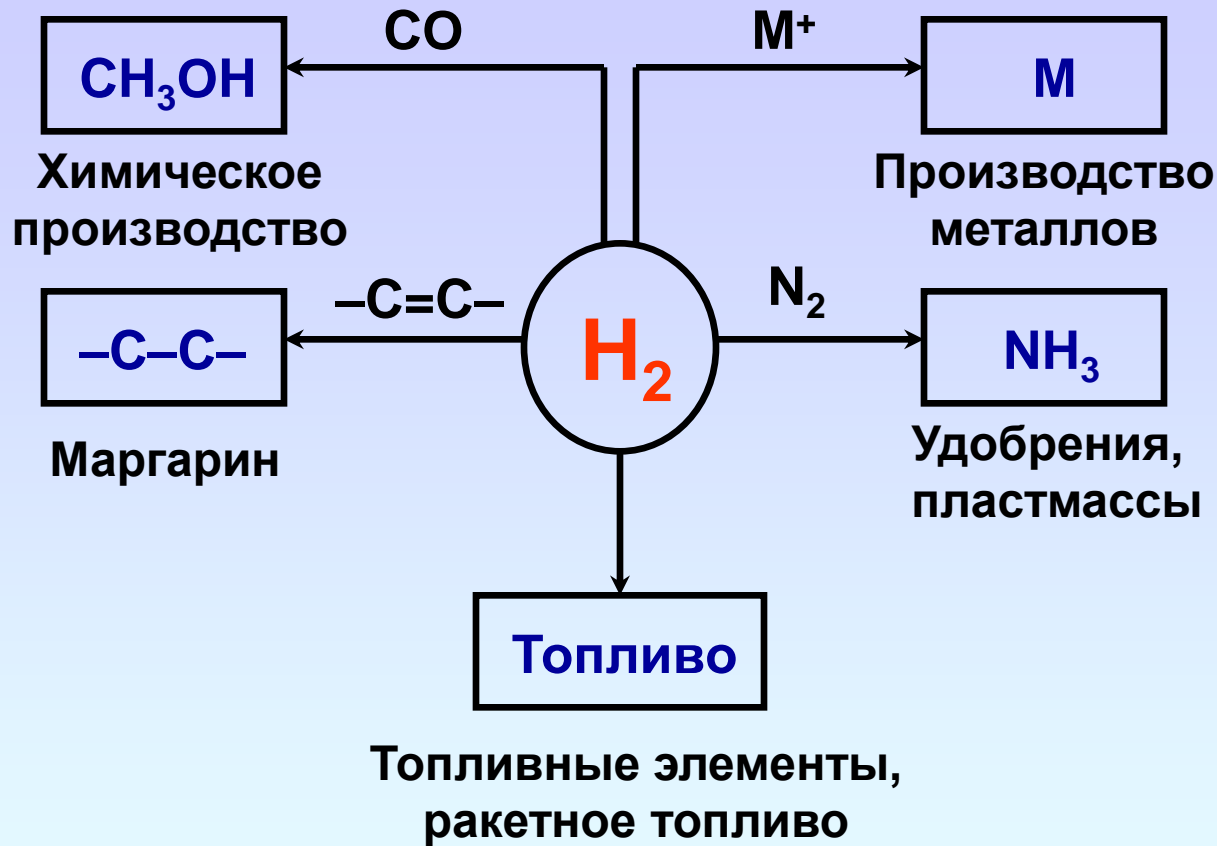 CO
M⁺
CH₃OH
M
Химическое
производство
Производство
металлов
–C=C–
N₂
–C–C–
H₂
NH₃
Маргарин
Удобрения,
пластмассы
Топливо
Топливные элементы,
ракетное топливо